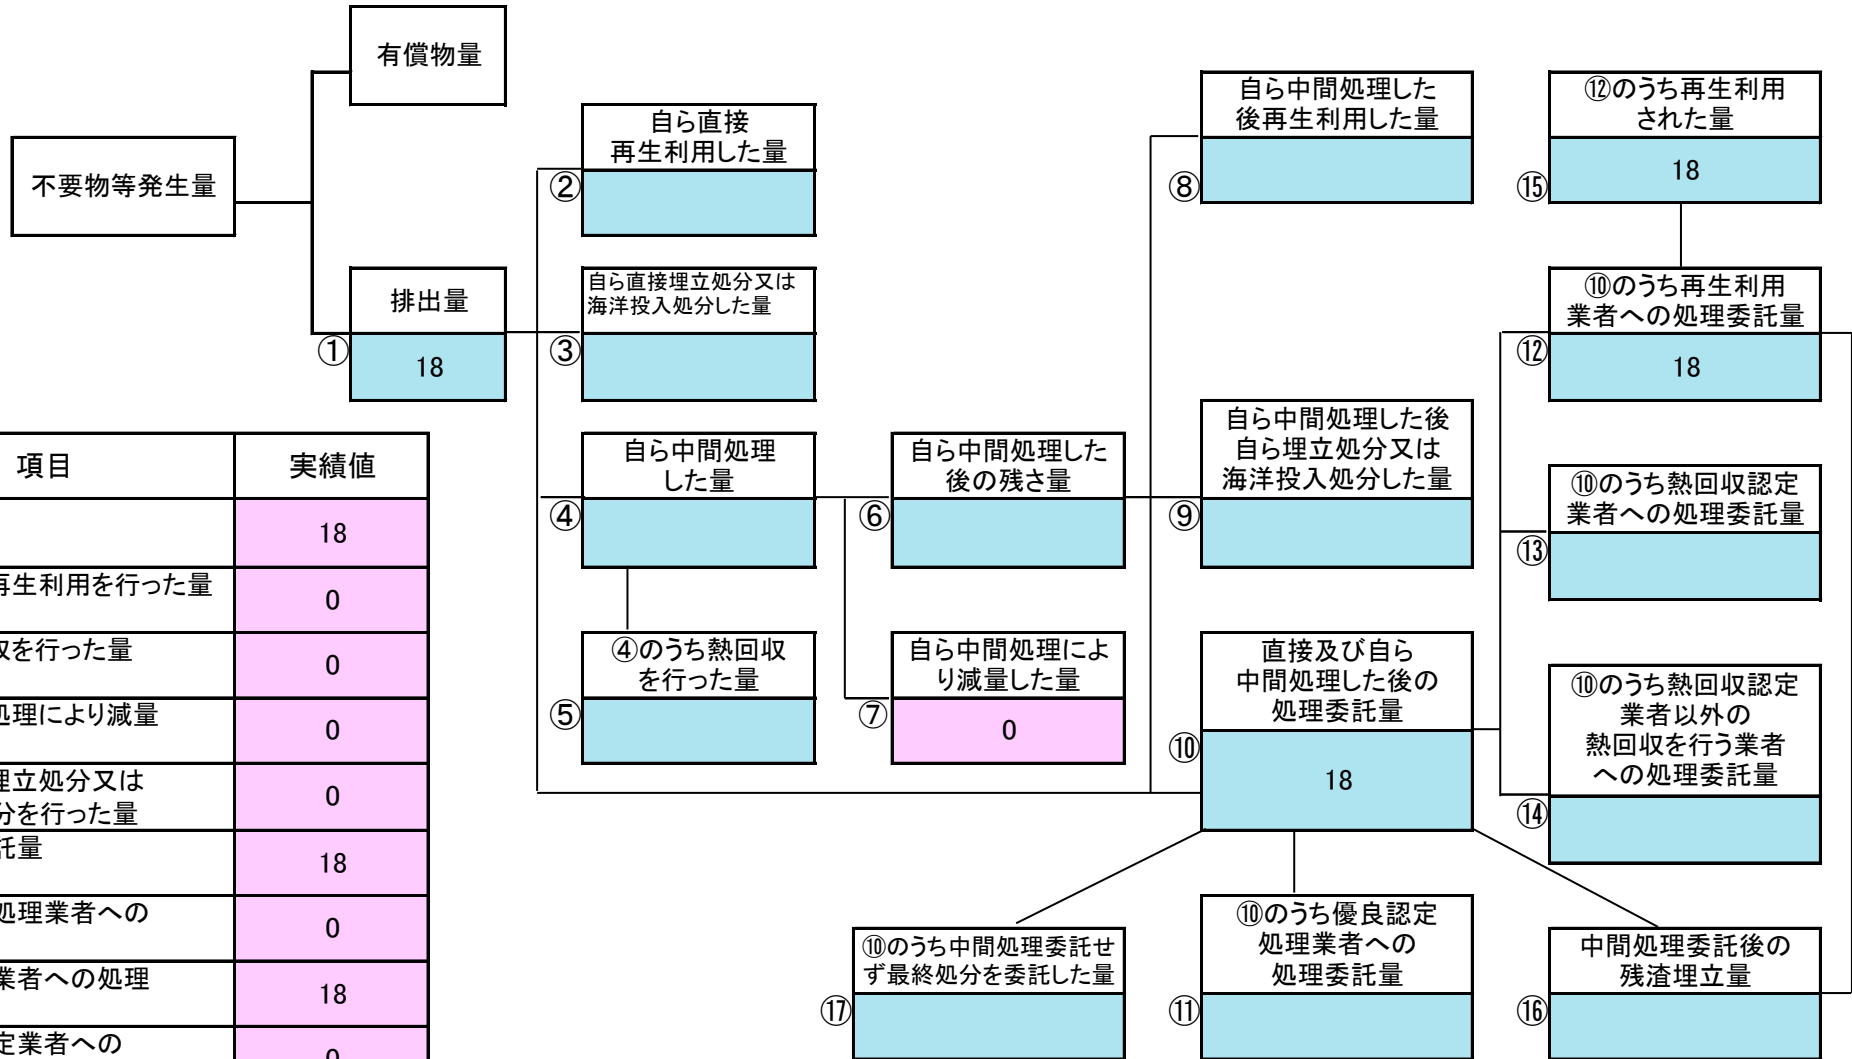 有償物量
不要物等発生量
自ら直接
再生利用した量
②
自ら中間処理した
後再生利用した量
⑧
⑫のうち再生利用
された量
18
⑮
排出量
①
18
自ら直接埋立処分又は
海洋投入処分した量
③
⑩のうち再生利用
業者への処理委託量
⑫
18
自ら中間処理
した量
④
自ら中間処理した
後の残さ量
⑥
自ら中間処理した後
自ら埋立処分又は
海洋投入処分した量
⑨
⑩のうち熱回収認定
業者への処理委託量
⑬
④のうち熱回収
を行った量
⑤
自ら中間処理によ
り減量した量
⑦
0
直接及び自ら
中間処理した後の
処理委託量
⑩
18
⑩のうち熱回収認定
業者以外の
熱回収を行う業者
への処理委託量
⑭
⑩のうち中間処理委託せ
ず最終処分を委託した量
⑰
⑩のうち優良認定
処理業者への
処理委託量
⑪
中間処理委託後の
残渣埋立量
⑯
項目 実績値
18
再生利用を行った量 0
を行った量 0
処理により減量 0
埋立処分又は
分を行った量 0
託量 18
処理業者への 0
業者への処理 18
定業者への 0